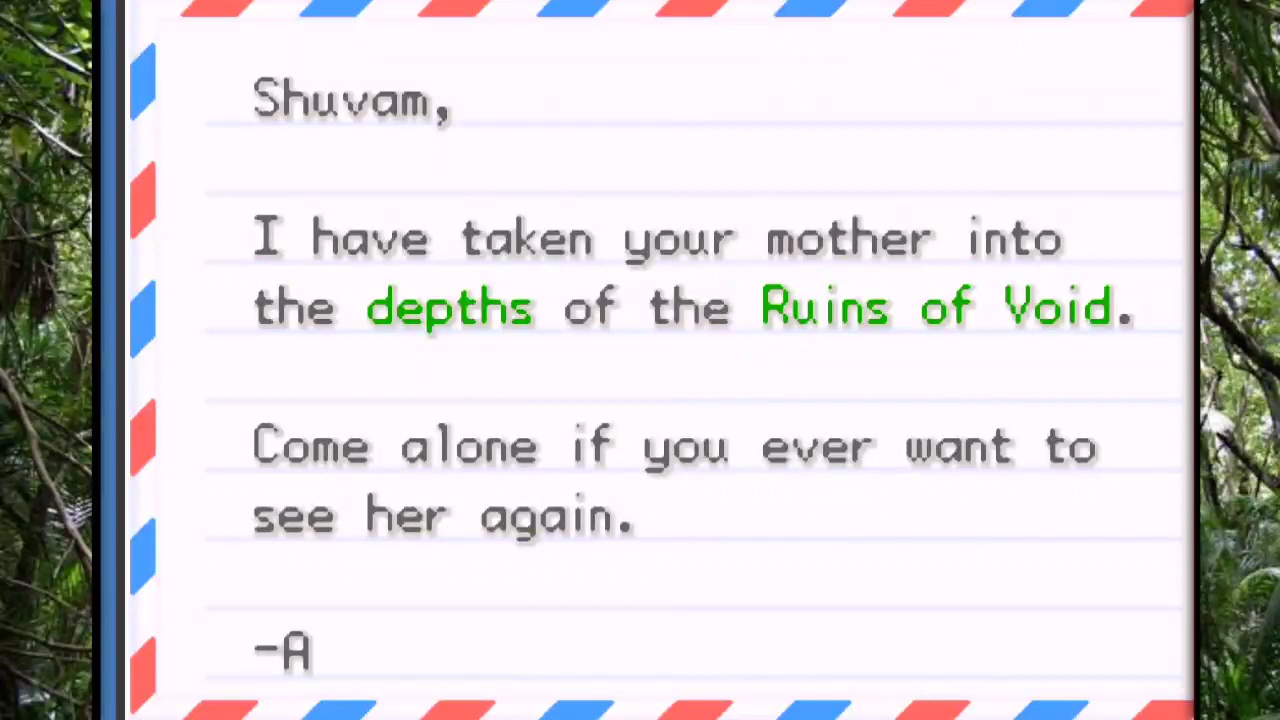 Shuvam,
I have taken your mother into
the depths of the Ruins of Void.
Come alone if you ever want to
see her again.
-A